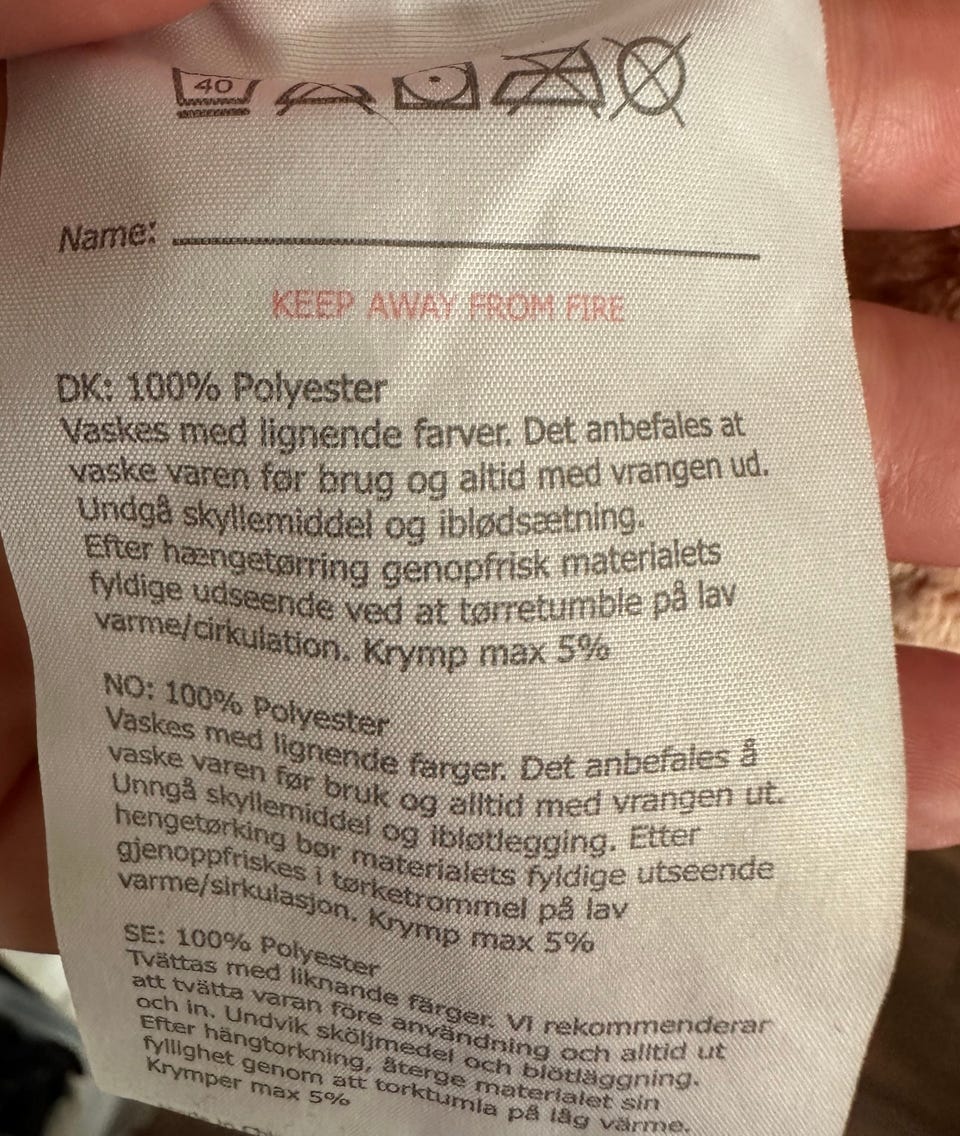 40
Name:
KEEP AWAY FROM FIRE
DK: 100% Polyester
Vaskes med lignende farver. Det anbefales at
vaske varen før brug og altid med vrangen ud.
Undgå skyllemiddel og iblødsætning.
Efter hængetørring genopfrisk materialets
fyldige udseende ved at tørretumble på lav
varme/cirkulation. Krymp max 5%
NO: 100% Polyester
Vaskes med lignende farger. Det anbefales å
vaske varen før bruk og alltid med vrangen ut.
Unngå skyllemiddel og ibløtlegging. Etter
hengetørking bør materialets fyldige utseende
gjenoppfriskes i tørketrommel på lav
varme/sirkulasjon. Krymp max 5%
SE: 100% Polyester
Tvättas med liknande färger. Vi rekommenderar
att tvätta varan före användning och alltid ut
och in. Undvik sköljmedel och blötläggning.
Efter hängtorkning, återge materialet sin
fyllighet genom att torktumla på låg värme.
Krymper max 5%